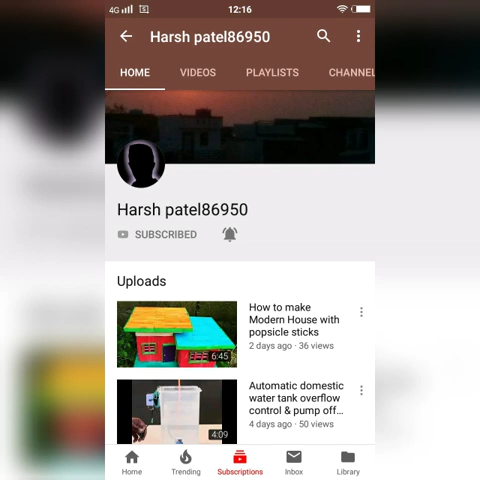 4G 12:16
Harsh patel86950
HOME VIDEOS PLAYLISTS CHANNEL
Harsh patel86950
SUBSCRIBED
Uploads
How to make
Modern House with
popsicle sticks
2 days ago · 36 views
6:45
Automatic domestic
water tank overflow
control & pump off...
4 days ago · 50 views
4:09
Home Trending Subscriptions Inbox Library